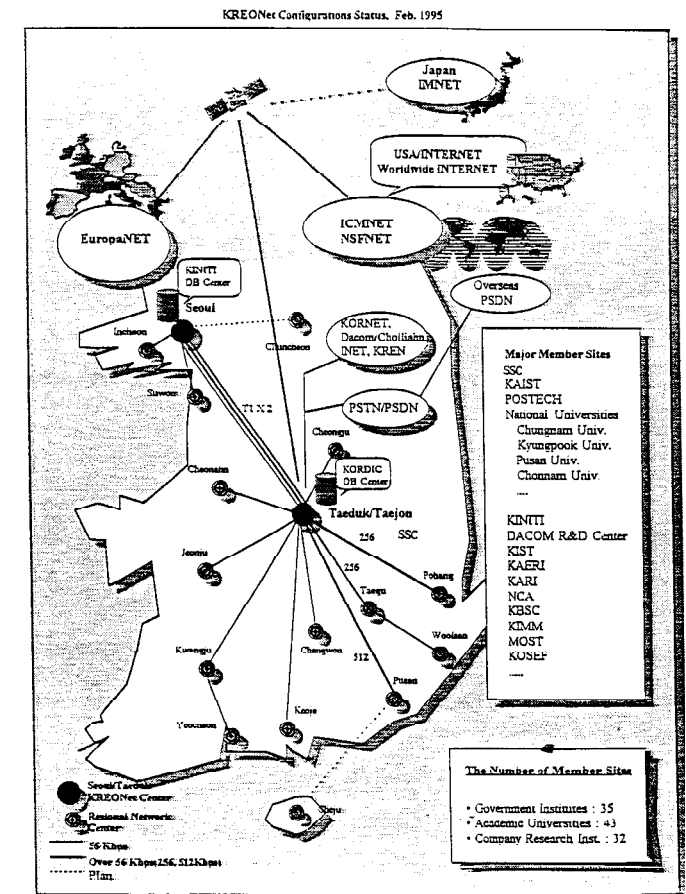 KREONet Configurations Status, Feb. 1995
Japan
IMNET
USA/INTERNET
Worldwide INTERNET
EuropaNET
ICMNET
NSFNET
KINITI
DB Center
Overseas
PSDN
Seoul
Incheon
Chuncheon
KORNET,
Dacom/Chollian
INET, KREN
Suwon
T1 X 2
PSTN/PSDN
Cheongju
Cheonan
KORDIC
DB Center
Taeduk/Taejon
256
SSC
Jeonju
256
Pohang
Taegu
Changwon
Woolsan
512
Kwangju
Pusan
Yeocheon
Keoje
Cheju
Major Member Sites
SSC
KAIST
POSTECH
National Universities
Chungnam Univ.
Kyungpook Univ.
Pusan Univ.
Chonnam Univ.
....
KINITI
DACOM R&D Center
KIST
KAERI
KARI
NCA
KBSC
KIMM
MOST
KOSEF
.....
The Number of Member Sites
• Government Institutes : 35
• Academic Universities : 43
• Company Research Inst. : 32
Seoul/Taeduk
KREONet Center
Regional Network
Center
56 Kbps
Over 56 Kbps(256, 512Kbps)
Plan